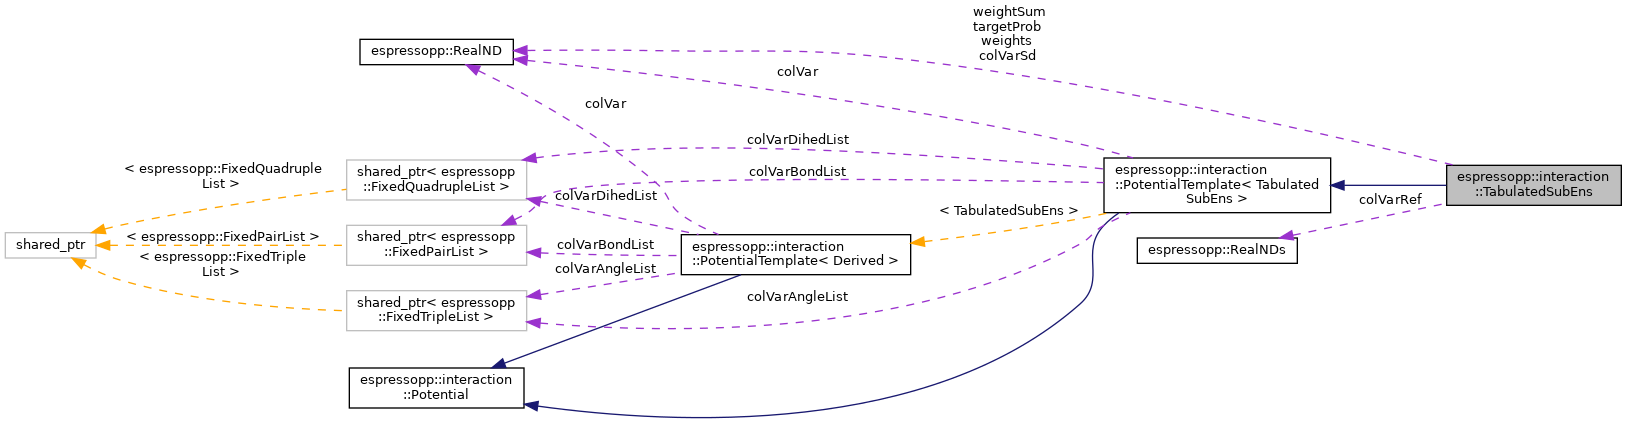 weightSum
targetProb
weights
colVarSd
espressopp::RealND
colVar
colVar
colVarDihedList
< espressopp::FixedQuadruple
List >
shared_ptr< espressopp
::FixedQuadrupleList >
colVarBondList
espressopp::interaction
::PotentialTemplate< Tabulated
SubEns >
espressopp::interaction
::TabulatedSubEns
colVarDihedList
colVarRef
< TabulatedSubEns >
shared_ptr
< espressopp::FixedPairList >
shared_ptr< espressopp
::FixedPairList >
colVarBondList
espressopp::interaction
::PotentialTemplate< Derived >
espressopp::RealNDs
< espressopp::FixedTriple
List >
colVarAngleList
shared_ptr< espressopp
::FixedTripleList >
colVarAngleList
espressopp::interaction
::Potential